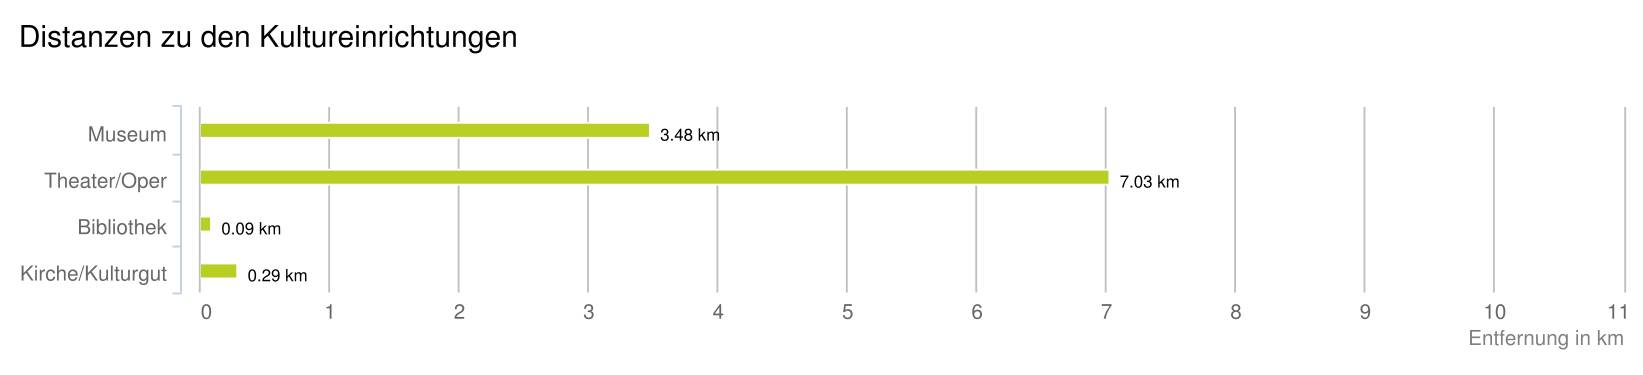 Distanzen zu den Kultureinrichtungen
Museum
3.48 km
Theater/Oper
7.03 km
Bibliothek
0.09 km
Kirche/Kulturgut
0.29 km
0 1 2 3 4 5 6 7 8 9 10 11
Entfernung in km